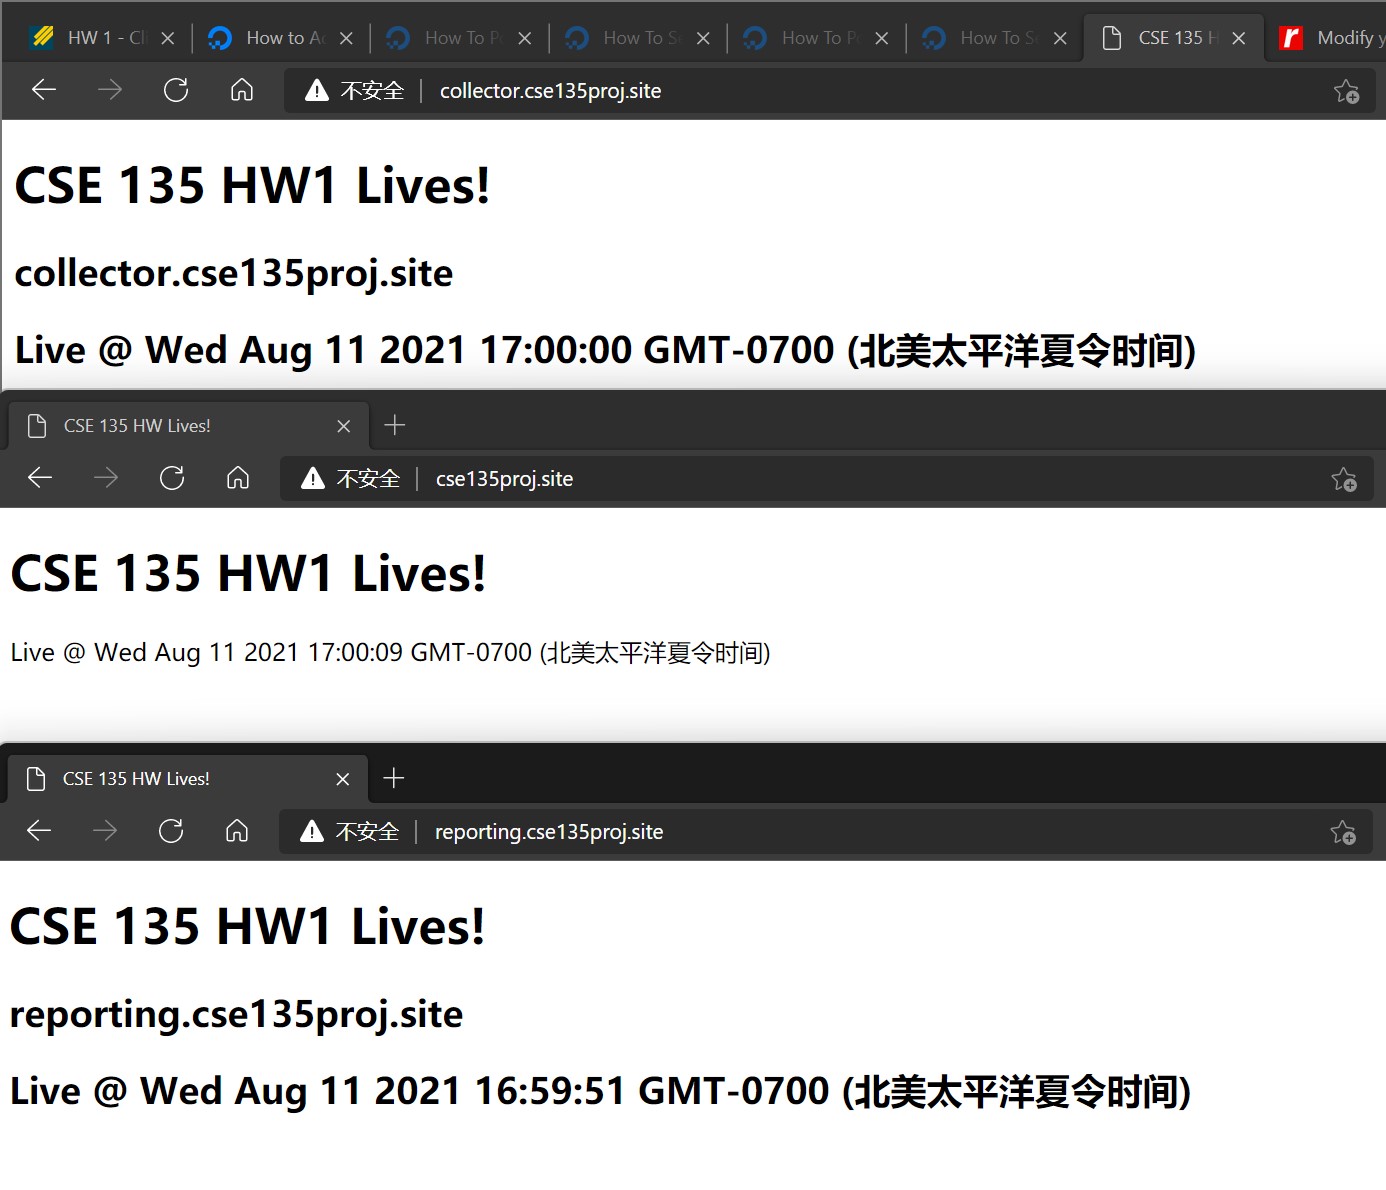 HW 1 - Cl How to Ac How To Po How To S How To P How To Se CSE 135 H Modify y
不安全 collector.cse135proj.site
CSE 135 HW1 Lives!
collector.cse135proj.site
Live @ Wed Aug 11 2021 17:00:00 GMT-0700 (北美太平洋夏令时间)
CSE 135 HW Lives!
不安全 cse135proj.site
CSE 135 HW1 Lives!
Live @ Wed Aug 11 2021 17:00:09 GMT-0700 (北美太平洋夏令时间)
CSE 135 HW Lives!
不安全 reporting.cse135proj.site
CSE 135 HW1 Lives!
reporting.cse135proj.site
Live @ Wed Aug 11 2021 16:59:51 GMT-0700 (北美太平洋夏令时间)